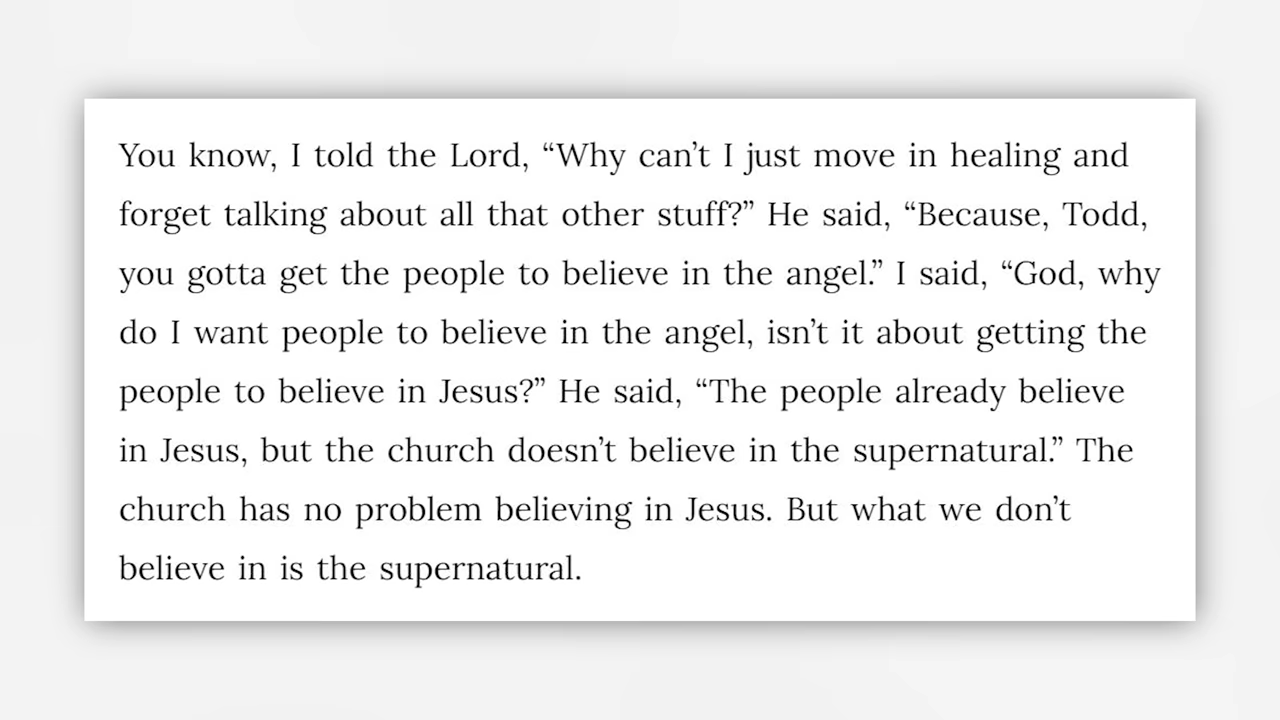 You know, I told the Lord, “Why can’t I just move in healing and
forget talking about all that other stuff?” He said, “Because, Todd,
you gotta get the people to believe in the angel.” I said, “God, why
do I want people to believe in the angel, isn’t it about getting the
people to believe in Jesus?” He said, “The people already believe
in Jesus, but the church doesn’t believe in the supernatural.” The
church has no problem believing in Jesus. But what we don’t
believe in is the supernatural.